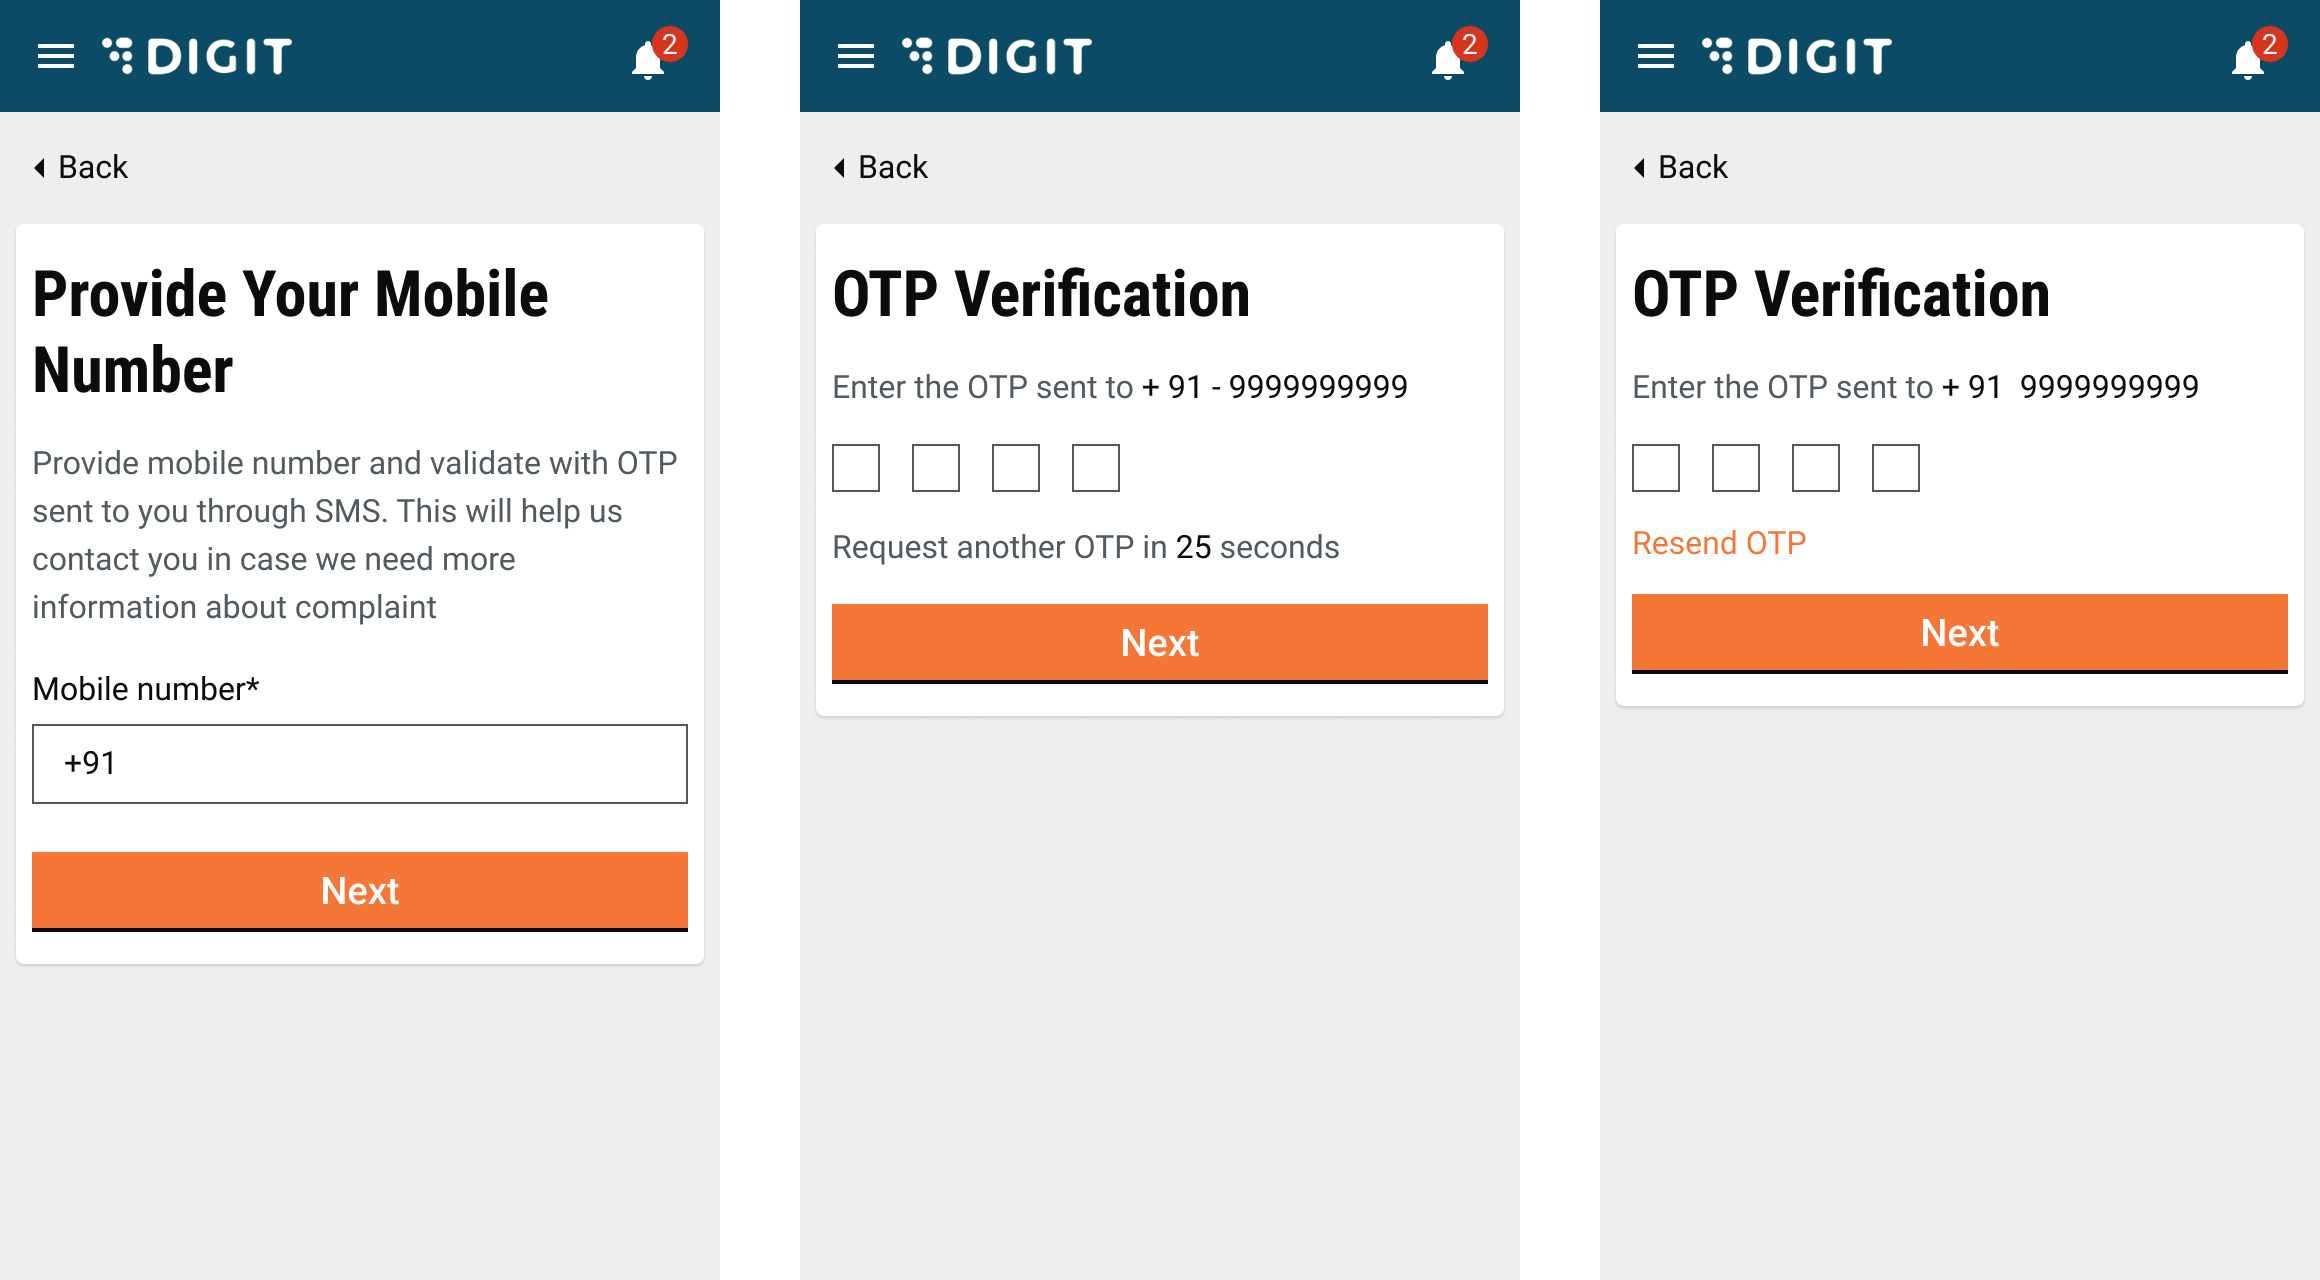 DIGIT
2
Back
Provide Your Mobile
Number
Provide mobile number and validate with OTP
sent to you through SMS. This will help us
contact you in case we need more
information about complaint
Mobile number*
+91
Next
DIGIT
2
Back
OTP Verification
Enter the OTP sent to + 91 - 9999999999
Request another OTP in 25 seconds
Next
DIGIT
2
Back
OTP Verification
Enter the OTP sent to + 91  9999999999
Resend OTP
Next